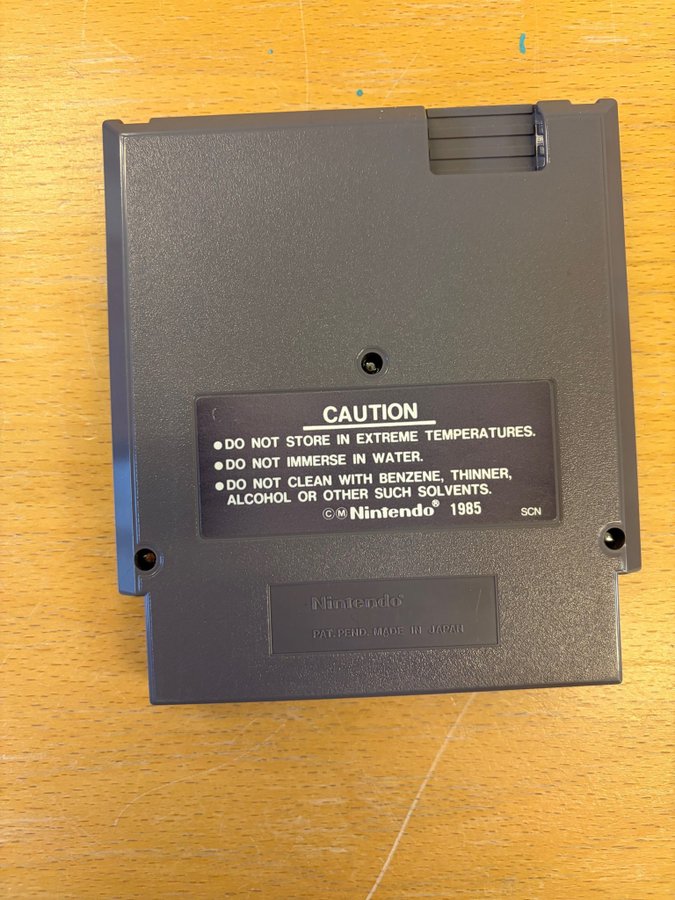 CAUTION
●DO NOT STORE IN EXTREME TEMPERATURES.
●DO NOT IMMERSE IN WATER.
●DO NOT CLEAN WITH BENZENE, THINNER,
ALCOHOL OR OTHER SUCH SOLVENTS.
ⒸⓂ Nintendo® 1985 SCN
Nintendo®
PAT. PEND. MADE IN JAPAN